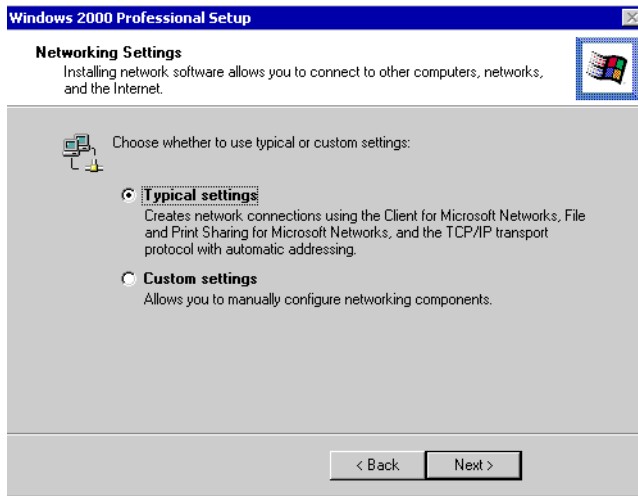 Windows 2000 Professional Setup
Networking Settings
Installing network software allows you to connect to other computers, networks,
and the Internet.
Choose whether to use typical or custom settings:
Typical settings
Creates network connections using the Client for Microsoft Networks, File
and Print Sharing for Microsoft Networks, and the TCP/IP transport
protocol with automatic addressing.
Custom settings
Allows you to manually configure networking components.
< Back
Next >